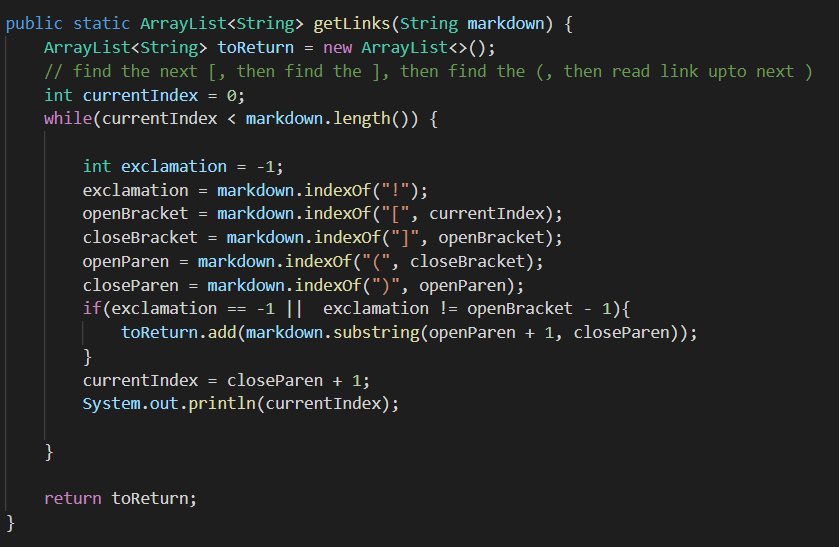 public static ArrayList<String> getLinks(String markdown) {
    ArrayList<String> toReturn = new ArrayList<>();
    // find the next [, then find the ], then find the (, then read link upto next )
    int currentIndex = 0;
    while(currentIndex < markdown.length()) {
        int exclamation = -1;
        exclamation = markdown.indexOf("!");
        openBracket = markdown.indexOf("[", currentIndex);
        closeBracket = markdown.indexOf("]", openBracket);
        openParen = markdown.indexOf("(", closeBracket);
        closeParen = markdown.indexOf(")", openParen);
        if(exclamation == -1 ||  exclamation != openBracket - 1){
            toReturn.add(markdown.substring(openParen + 1, closeParen));
        }
        currentIndex = closeParen + 1;
        System.out.println(currentIndex);
    }
    return toReturn;
}